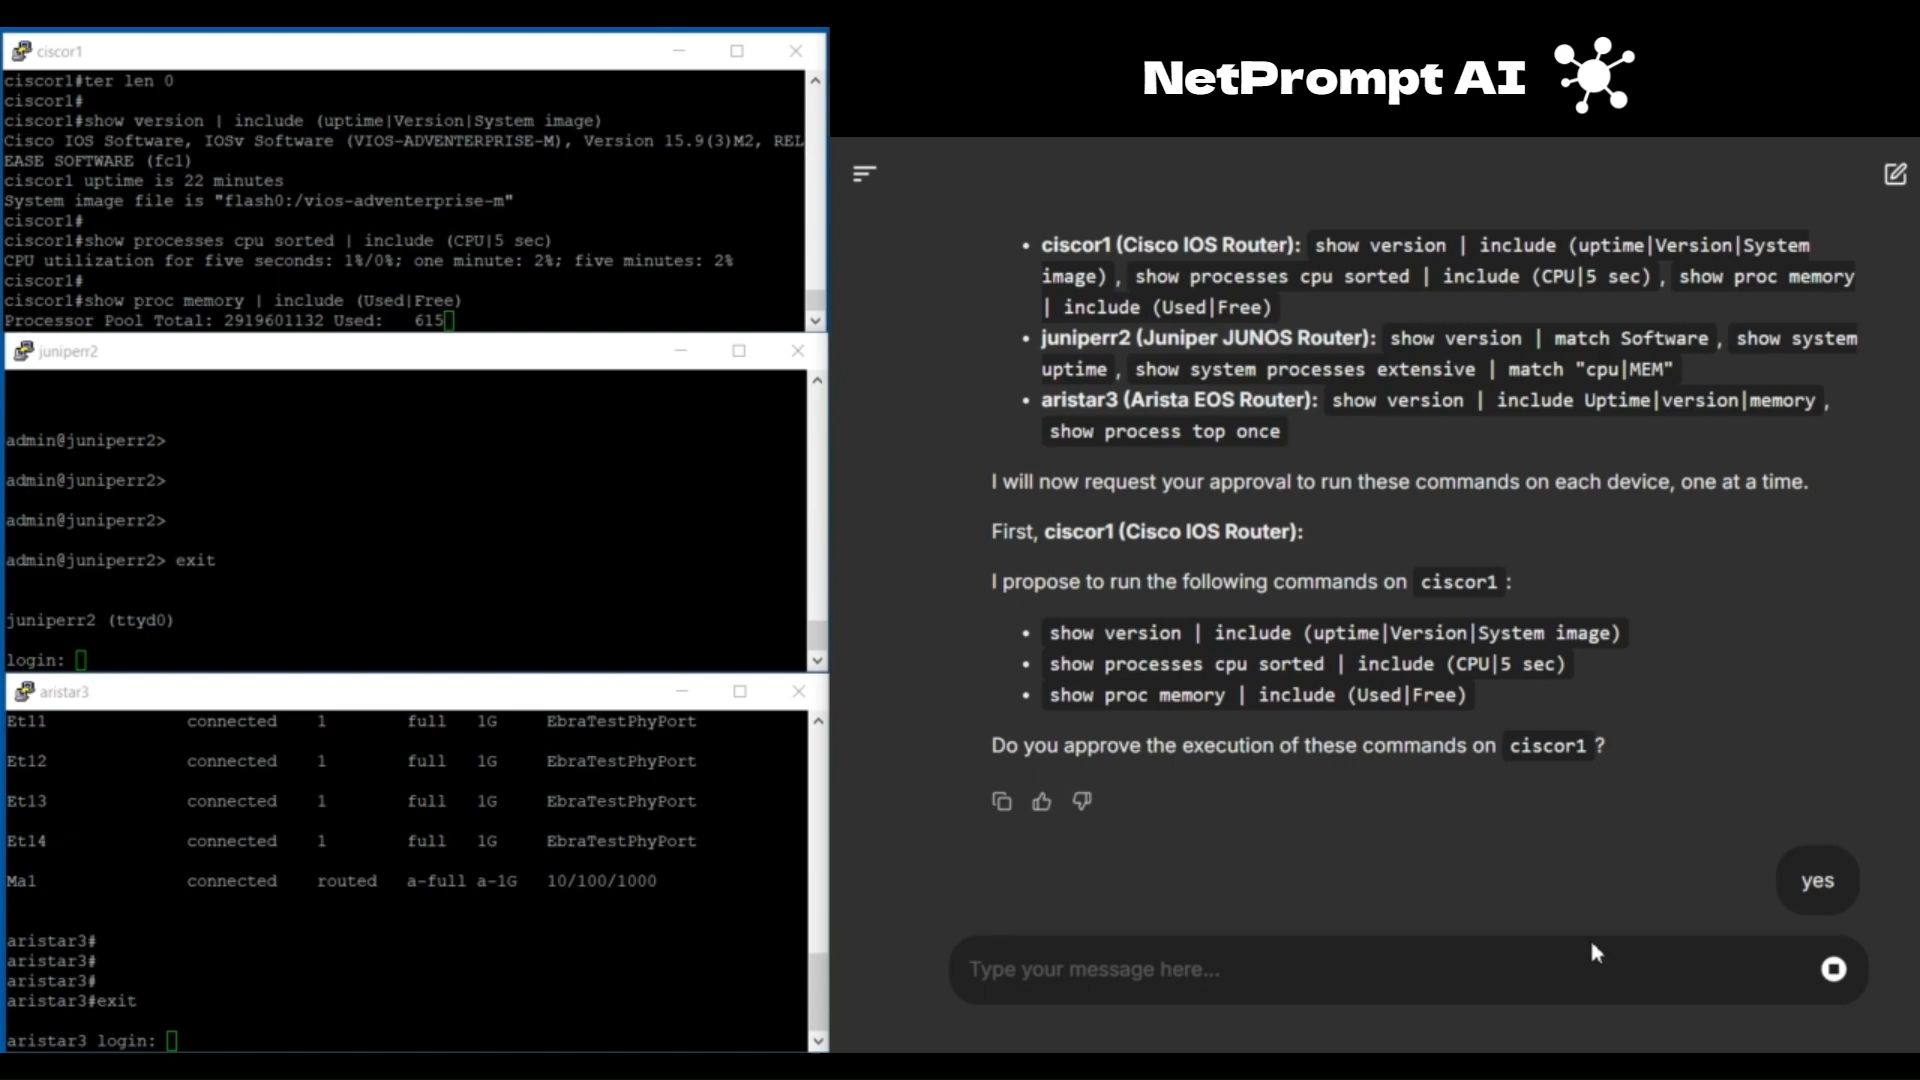 ciscor1
ciscor1#ter len 0
ciscor1#
ciscor1#show version | include (uptime|Version|System image)
Cisco IOS Software, IOSv Software (VIOS-ADVENTERPRISE-M), Version 15.9(3)M2, REL
EASE SOFTWARE (fc1)
ciscor1 uptime is 22 minutes
System image file is "flash0:/vios-adventerprise-m"
ciscor1#
ciscor1#show processes cpu sorted | include (CPU|5 sec)
CPU utilization for five seconds: 1%/0%; one minute: 2%; five minutes: 2%
ciscor1#
ciscor1#show proc memory | include (Used|Free)
Processor Pool Total: 2919601132 Used:   615
juniperr2
admin@juniperr2>
admin@juniperr2>
admin@juniperr2>
admin@juniperr2> exit
juniperr2 (ttyd0)
login:
aristar3
Et11 connected 1 full 1G EbraTestPhyPort
Et12 connected 1 full 1G EbraTestPhyPort
Et13 connected 1 full 1G EbraTestPhyPort
Et14 connected 1 full 1G EbraTestPhyPort
Ma1 connected routed a-full a-1G 10/100/1000
aristar3#
aristar3#
aristar3#
aristar3#exit
aristar3 login:
NetPrompt AI
• ciscor1 (Cisco IOS Router): show version | include (uptime|Version|System
image) , show processes cpu sorted | include (CPU|5 sec) , show proc memory
| include (Used|Free)
• juniperr2 (Juniper JUNOS Router): show version | match Software , show system
uptime , show system processes extensive | match "cpu|MEM"
• aristar3 (Arista EOS Router): show version | include Uptime|version|memory ,
show process top once
I will now request your approval to run these commands on each device, one at a time.
First, ciscor1 (Cisco IOS Router):
I propose to run the following commands on ciscor1 :
• show version | include (uptime|Version|System image)
• show processes cpu sorted | include (CPU|5 sec)
• show proc memory | include (Used|Free)
Do you approve the execution of these commands on ciscor1 ?
yes
Type your message here...